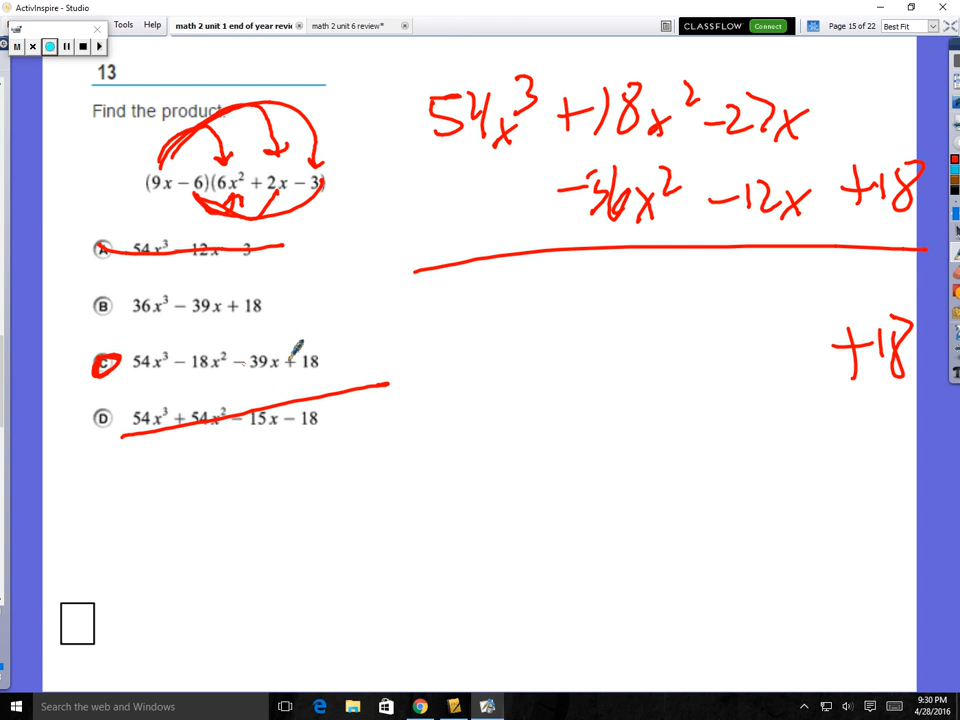 ActivInspire - Studio
Tools Help math 2 unit 1 end of year revie math 2 unit 6 review* CLASSFLOW Connect Page 15 of 22 Best Fit
M
13
Find the product.
(9x − 6)(6x² + 2x − 3)
A 54x³ − 12x − 3
B 36x³ − 39x + 18
C 54x³ − 18x² − 39x + 18
D 54x³ + 54x² − 15x − 18
54x³ +18x² -27x
-36x² -12x +18
+18
Search the web and Windows
9:30 PM
4/28/2016